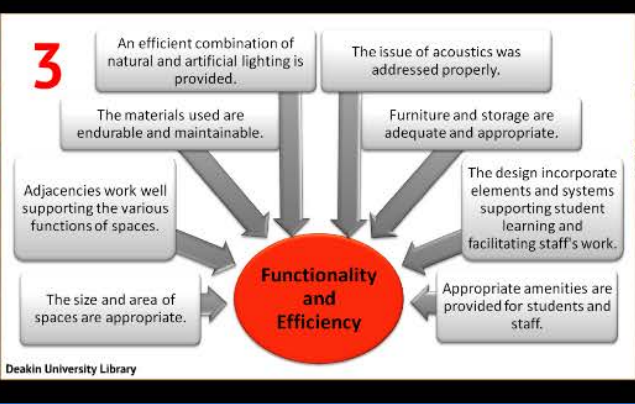 3
An efficient combination of
natural and artificial lighting is
provided.
The issue of acoustics was
addressed properly.
The materials used are
endurable and maintainable.
Furniture and storage are
adequate and appropriate.
Adjacencies work well
supporting the various
functions of spaces.
The design incorporate
elements and systems
supporting student
learning and
facilitating staff's work.
The size and area of
spaces are appropriate.
Functionality
and
Efficiency
Appropriate amenities are
provided for students and
staff.
Deakin University Library